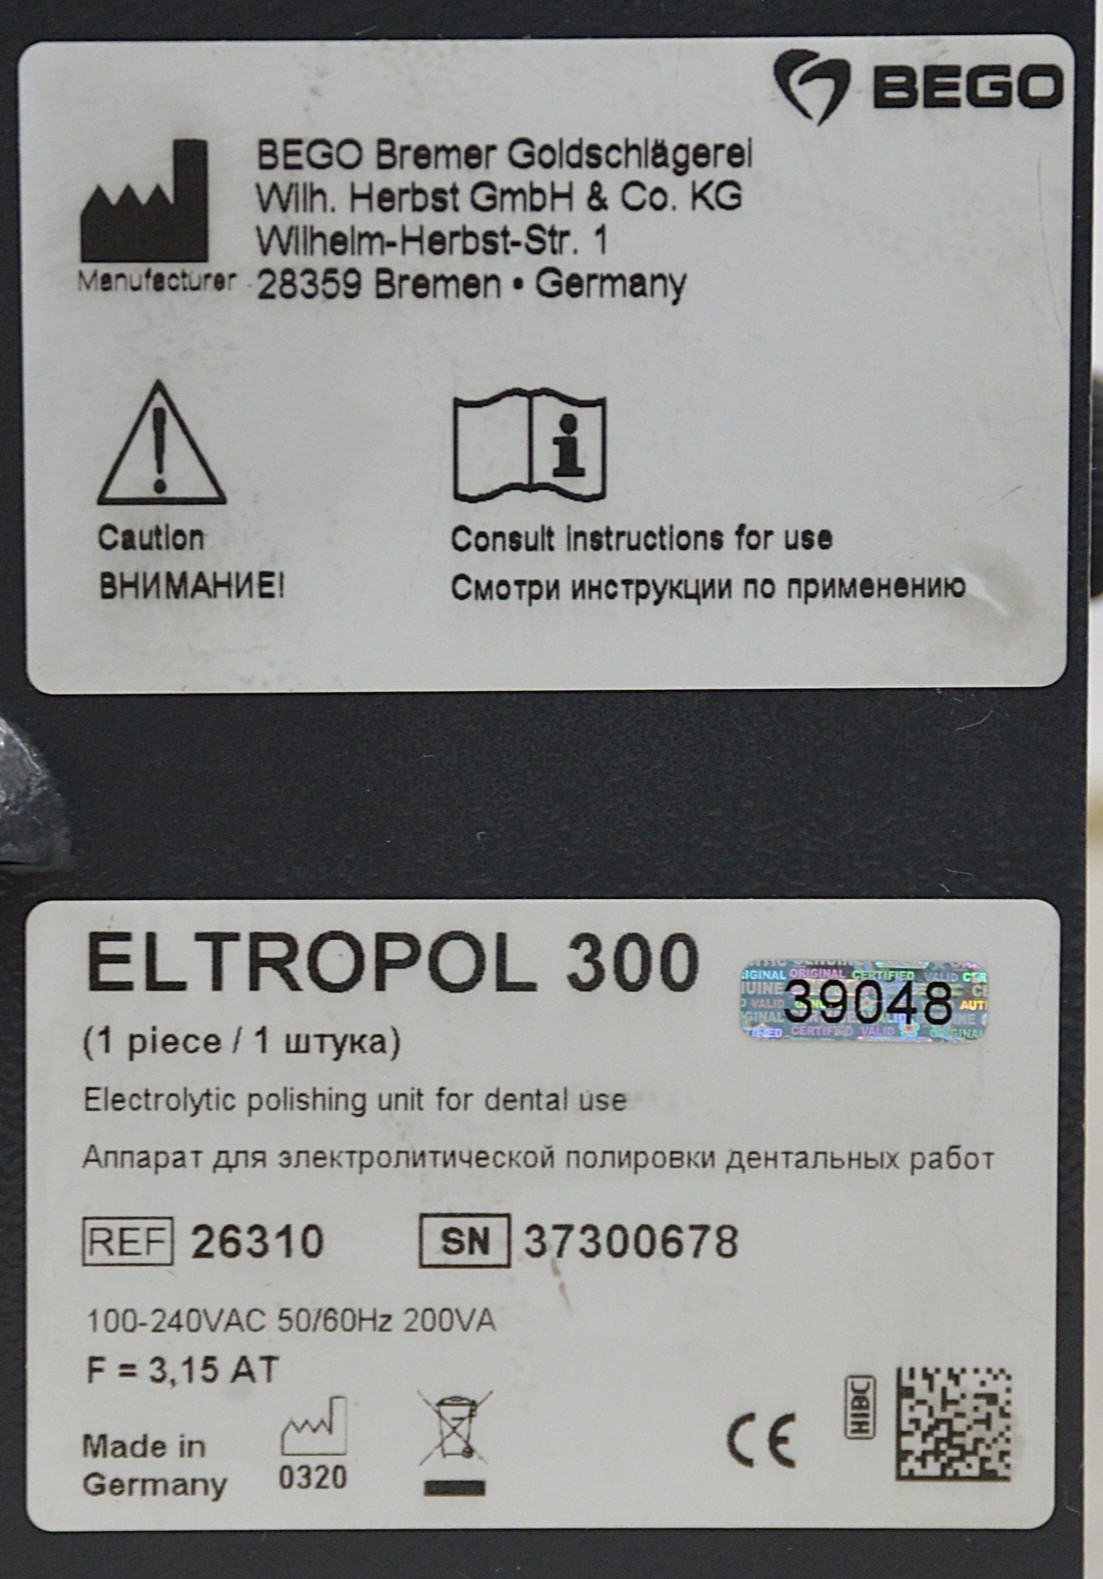 BEGO
BEGO Bremer Goldschlägerei
Wilh. Herbst GmbH & Co. KG
Wilhelm-Herbst-Str. 1
Manufacturer 28359 Bremen • Germany
Caution
ВНИМАНИЕ!
Consult instructions for use
Смотри инструкции по применению
ELTROPOL 300
39048
(1 piece / 1 штука)
Electrolytic polishing unit for dental use
Аппарат для электролитической полировки дентальных работ
REF 26310 SN 37300678
100-240VAC 50/60Hz 200VA
F = 3,15 AT
Made in
Germany
0320
CE
HIBC